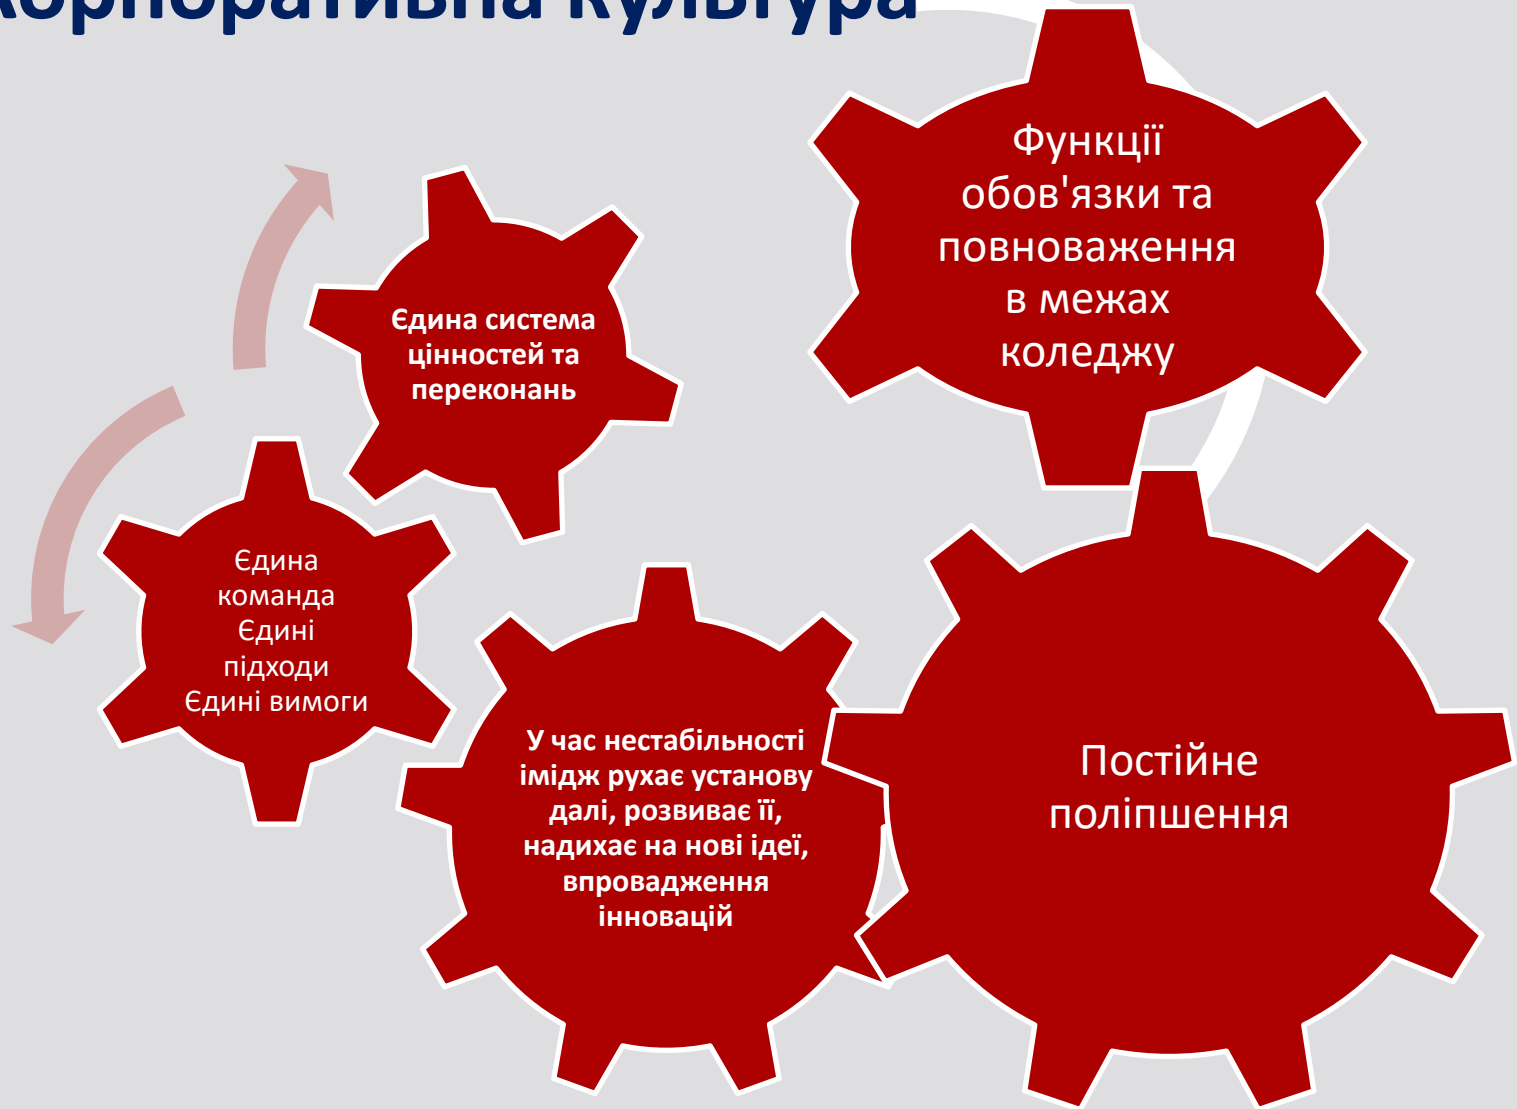 Корпоративна культура
Функції
обов'язки та
повноваження
в межах
коледжу
Єдина система
цінностей та
переконань
Єдина
команда
Єдині
підходи
Єдині вимоги
У час нестабільності
імідж рухає установу
далі, розвиває її,
надихає на нові ідеї,
впровадження
інновацій
Постійне
поліпшення